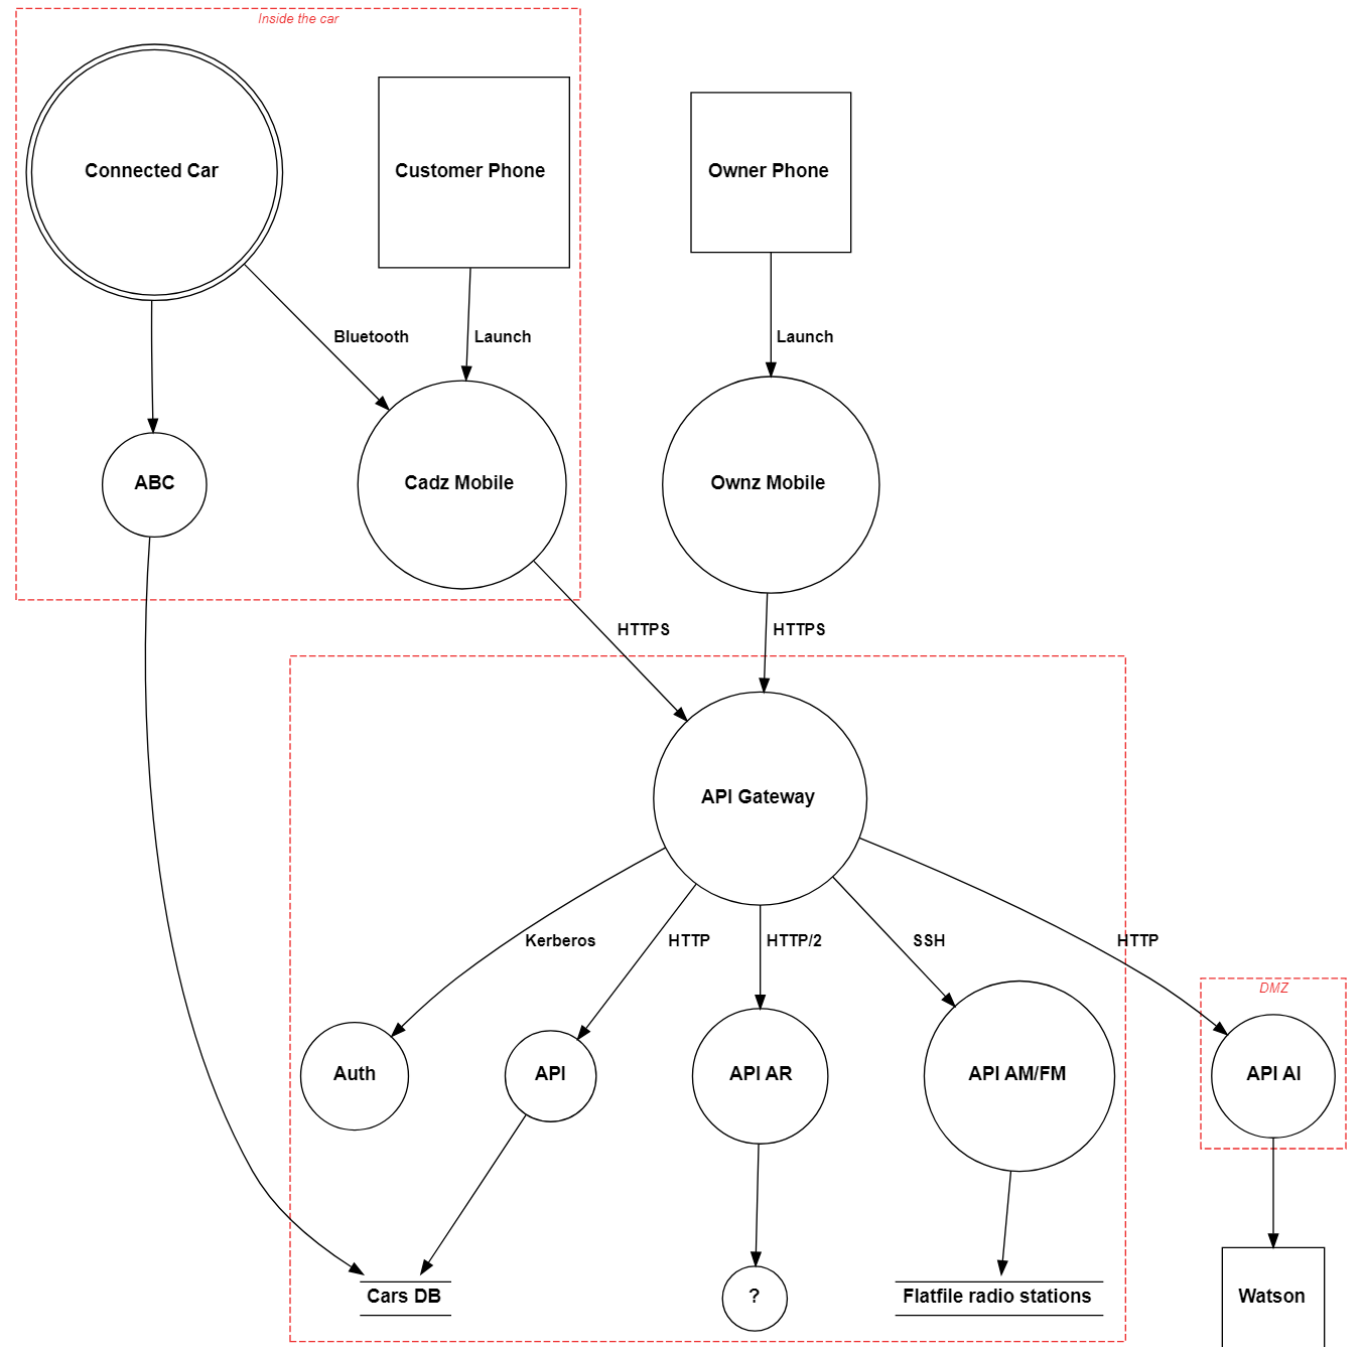 Inside the car
Connected Car
Customer Phone
Owner Phone
Bluetooth
Launch
Launch
ABC
Cadz Mobile
Ownz Mobile
HTTPS
HTTPS
API Gateway
Kerberos
HTTP
HTTP/2
SSH
HTTP
DMZ
Auth
API
API AR
API AM/FM
API AI
Cars DB
?
Flatfile radio stations
Watson